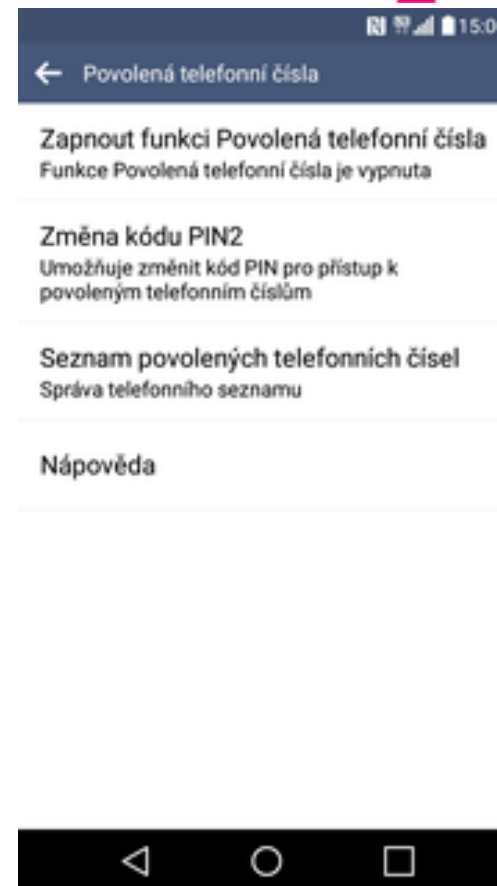 15:0
Povolená telefonní čísla
Zapnout funkci Povolená telefonní čísla
Funkce Povolená telefonní čísla je vypnuta
Změna kódu PIN2
Umožňuje změnit kód PIN pro přístup k
povoleným telefonním číslům
Seznam povolených telefonních čísel
Správa telefonního seznamu
Nápověda